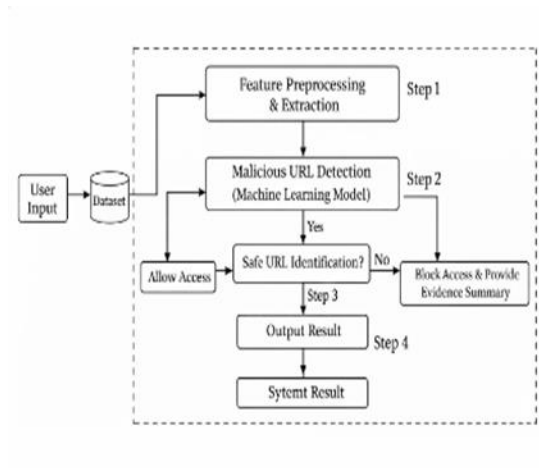 Feature Preprocessing
& Extraction
Step 1
Malicious URL Detection
(Machine Learning Model)
Step 2
User
Input
Dataset
Yes
Allow Access
Safe URL Identification?
No
Block Access & Provide
Evidence Summary
Step 3
Output Result
Step 4
Sytemt Result